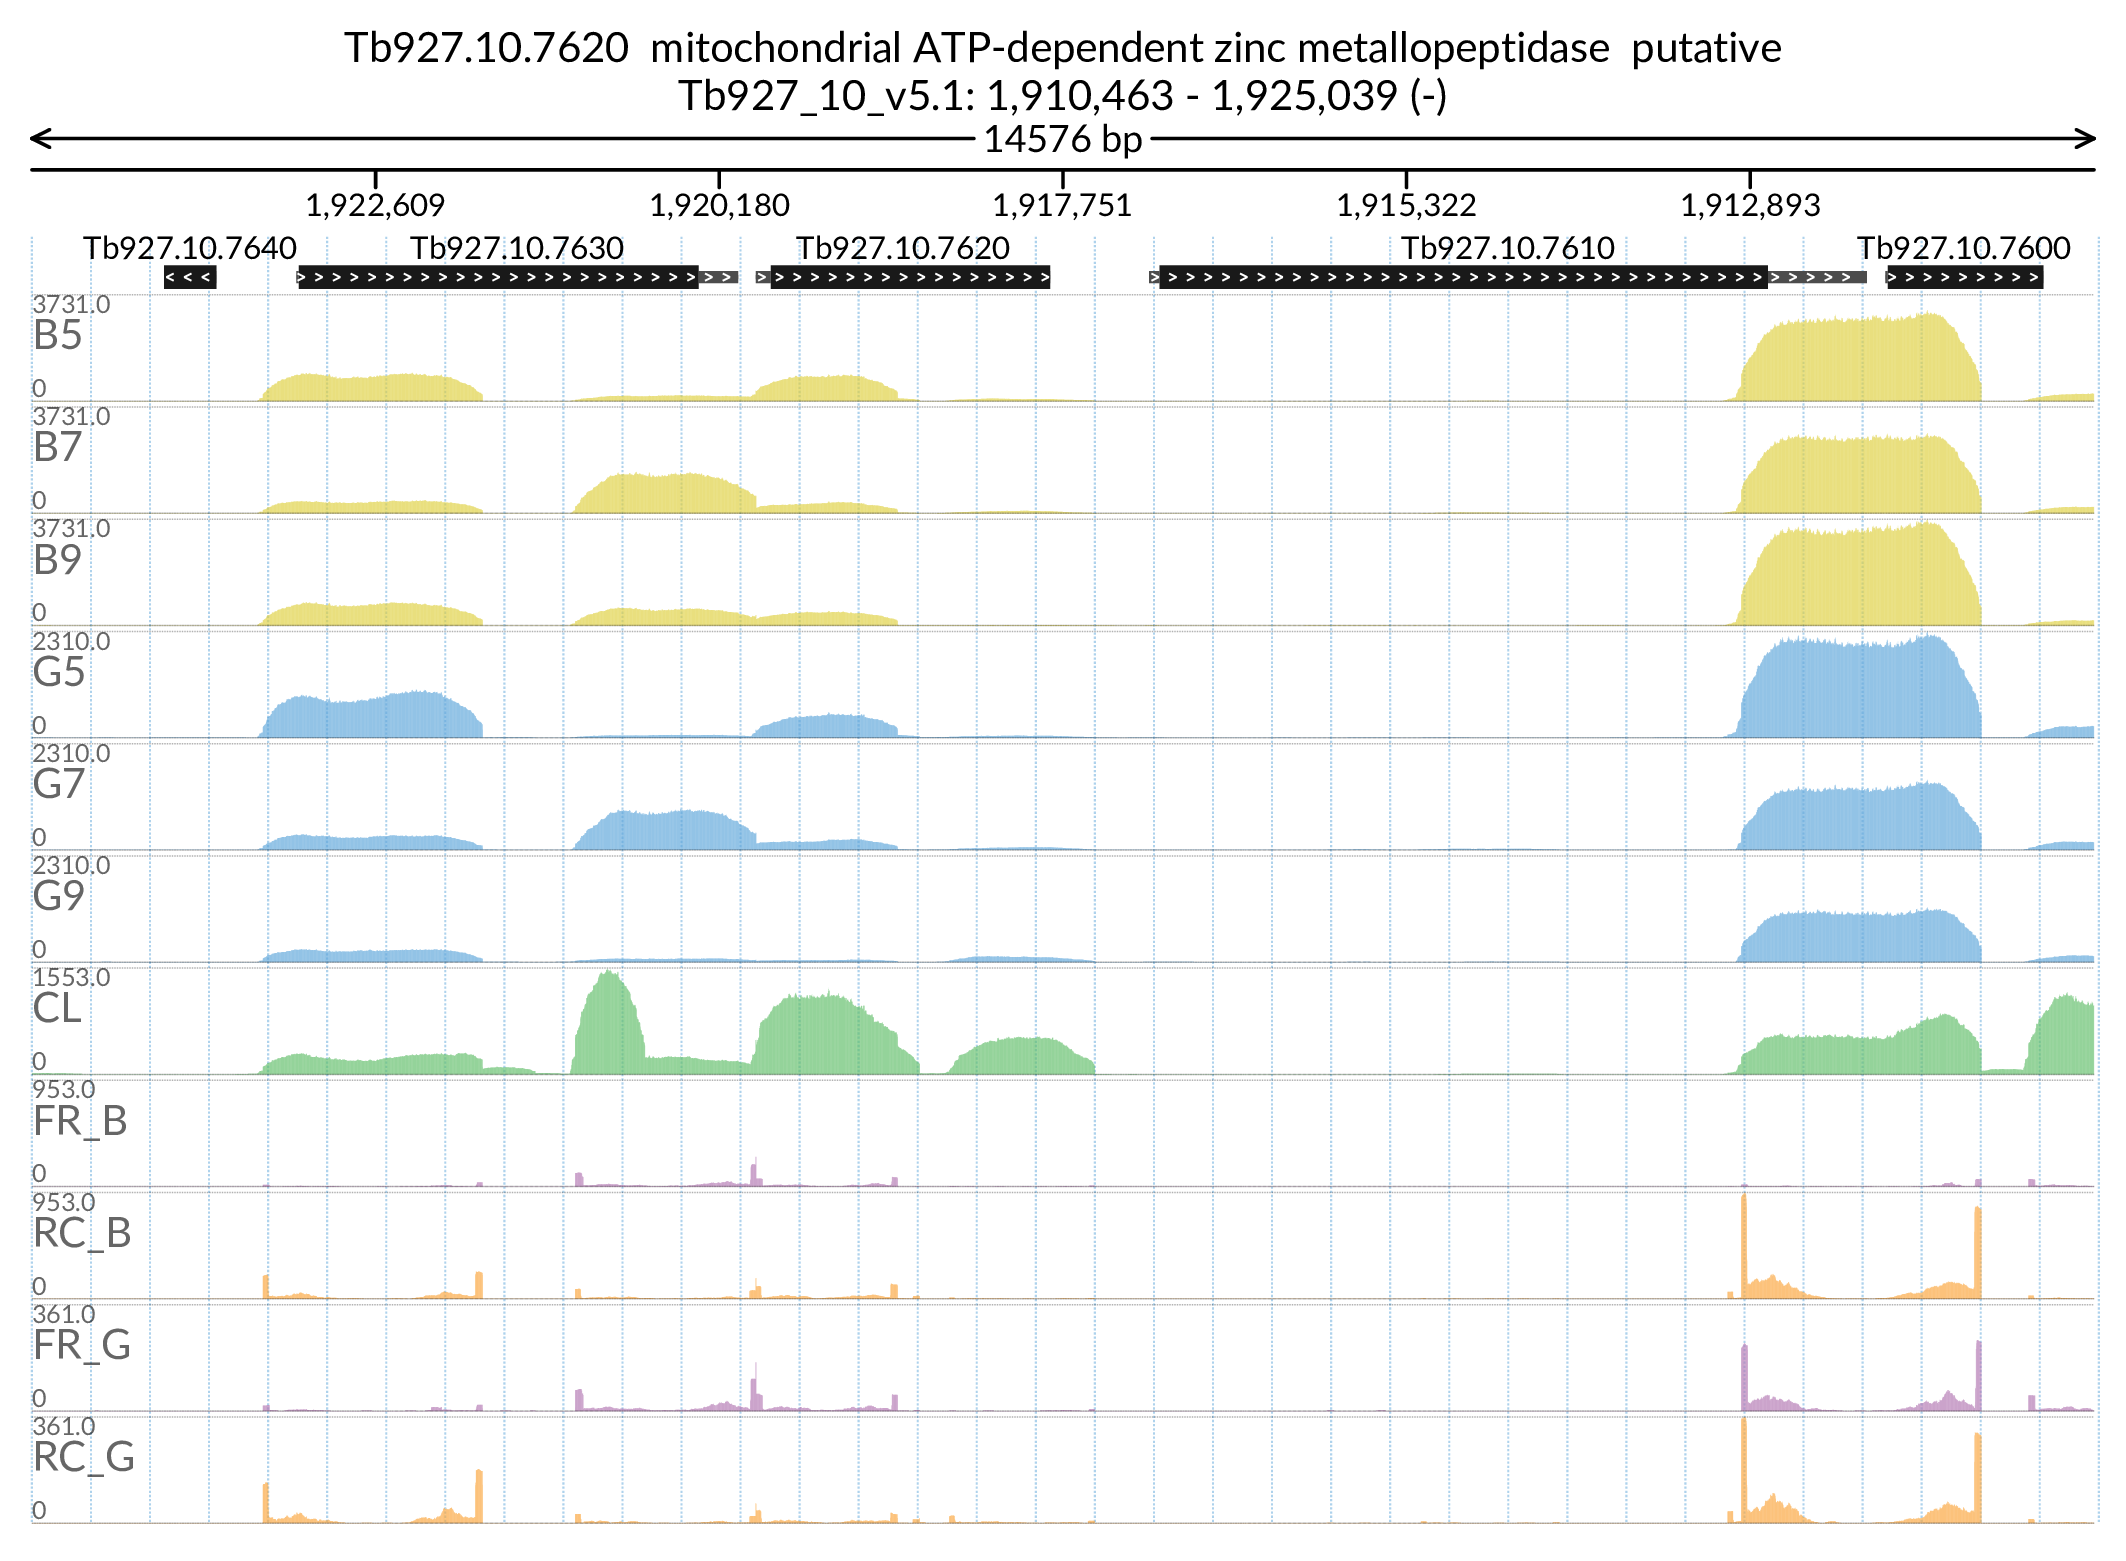 Tb927.10.7620 mitochondrial ATP-dependent zinc metallopeptidase putative
Tb927_10_v5.1: 1,910,463 - 1,925,039 (-)
14576 bp
1,922,609 1,920,180 1,917,751 1,915,322 1,912,893
Tb927.10.7640 Tb927.10.7630 Tb927.10.7620 Tb927.10.7610 Tb927.10.7600
3731.0
B5
0
3731.0
B7
0
3731.0
B9
0
2310.0
G5
0
2310.0
G7
0
2310.0
G9
0
1553.0
CL
0
953.0
FR_B
0
953.0
RC_B
0
361.0
FR_G
0
361.0
RC_G
0